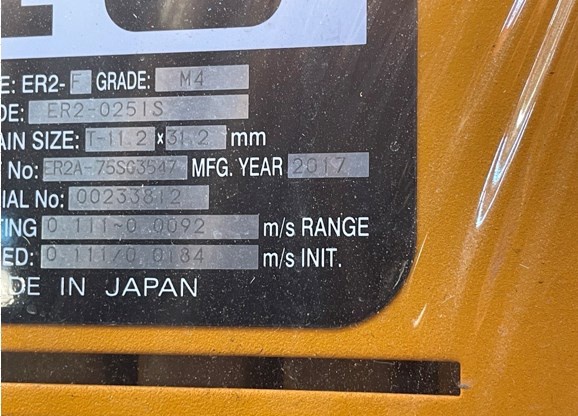 E: ER2- F GRADE: M4
DE: ER2-025IS
AIN SIZE: T-11.2 × 31.2 mm
No: ER2A-75SG3547 MFG. YEAR 2017
IAL No: 00233812
TING 0.111~0.0092 m/s RANGE
ED: 0.111/0.0184 m/s INIT.
DE IN JAPAN